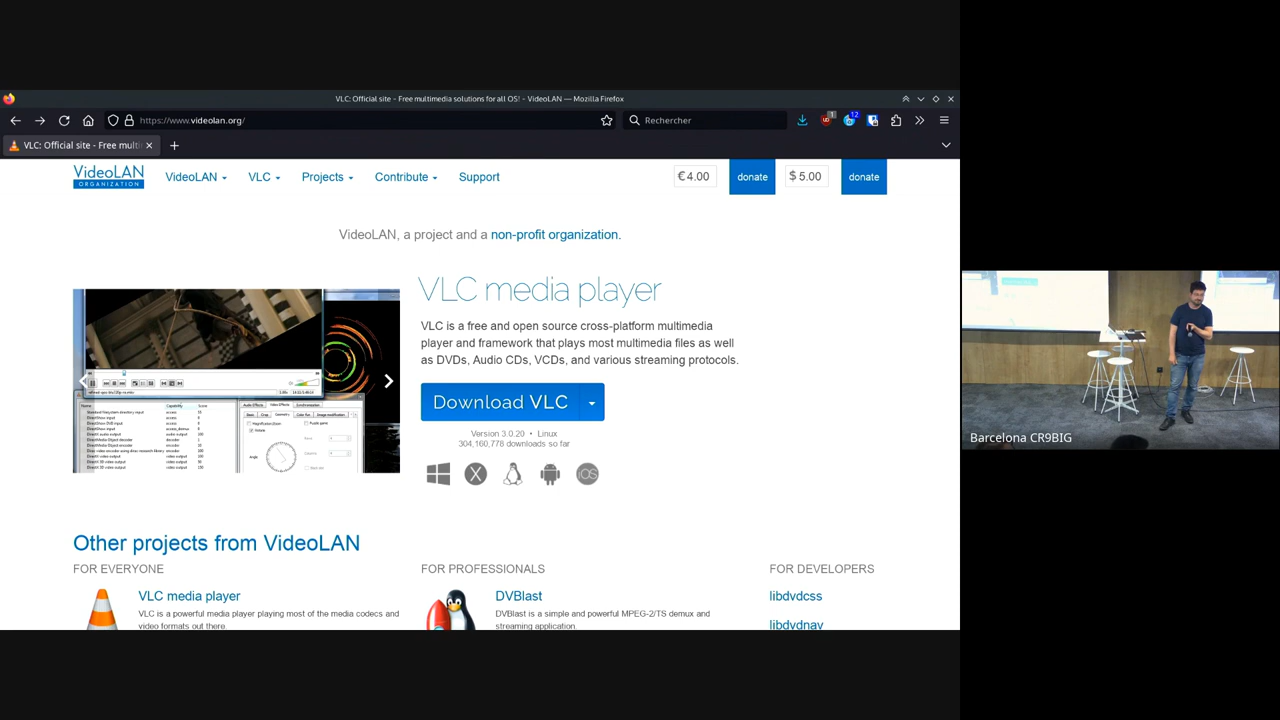 VLC: Official site - Free multimedia solutions for all OS! - VideoLAN — Mozilla Firefox
https://www.videolan.org/
Rechercher
1
12
VLC: Official site - Free multi
VideoLAN
ORGANIZATION
VideoLAN
VLC
Projects
Contribute
Support
€ 4.00
donate
$ 5.00
donate
VideoLAN, a project and a non-profit organization.
VLC media player
VLC is a free and open source cross-platform multimedia
player and framework that plays most multimedia files as well
as DVDs, Audio CDs, VCDs, and various streaming protocols.
Download VLC
Version 3.0.20 • Linux
304,160,778 downloads so far
iOS
Barcelona CR9BIG
Other projects from VideoLAN
FOR EVERYONE
FOR PROFESSIONALS
FOR DEVELOPERS
VLC media player
DVBlast
libdvdcss
VLC is a powerful media player playing most of the media codecs and
video formats out there.
DVBlast is a simple and powerful MPEG-2/TS demux and
streaming application.
libdvdnav